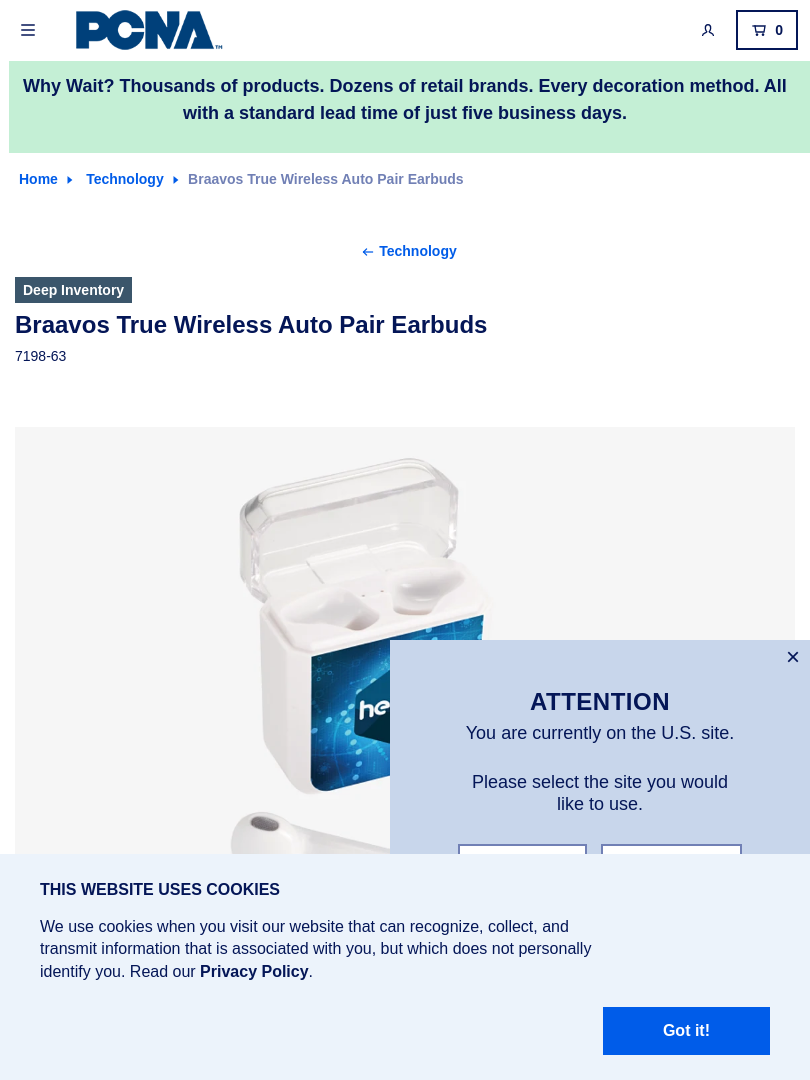 PCNA™
0
Why Wait? Thousands of products. Dozens of retail brands. Every decoration method. All
with a standard lead time of just five business days.
Home
Technology
Braavos True Wireless Auto Pair Earbuds
Technology
Deep Inventory
Braavos True Wireless Auto Pair Earbuds
7198-63
he
ATTENTION
You are currently on the U.S. site.
Please select the site you would
like to use.
THIS WEBSITE USES COOKIES
We use cookies when you visit our website that can recognize, collect, and
transmit information that is associated with you, but which does not personally
identify you. Read our Privacy Policy.
Got it!